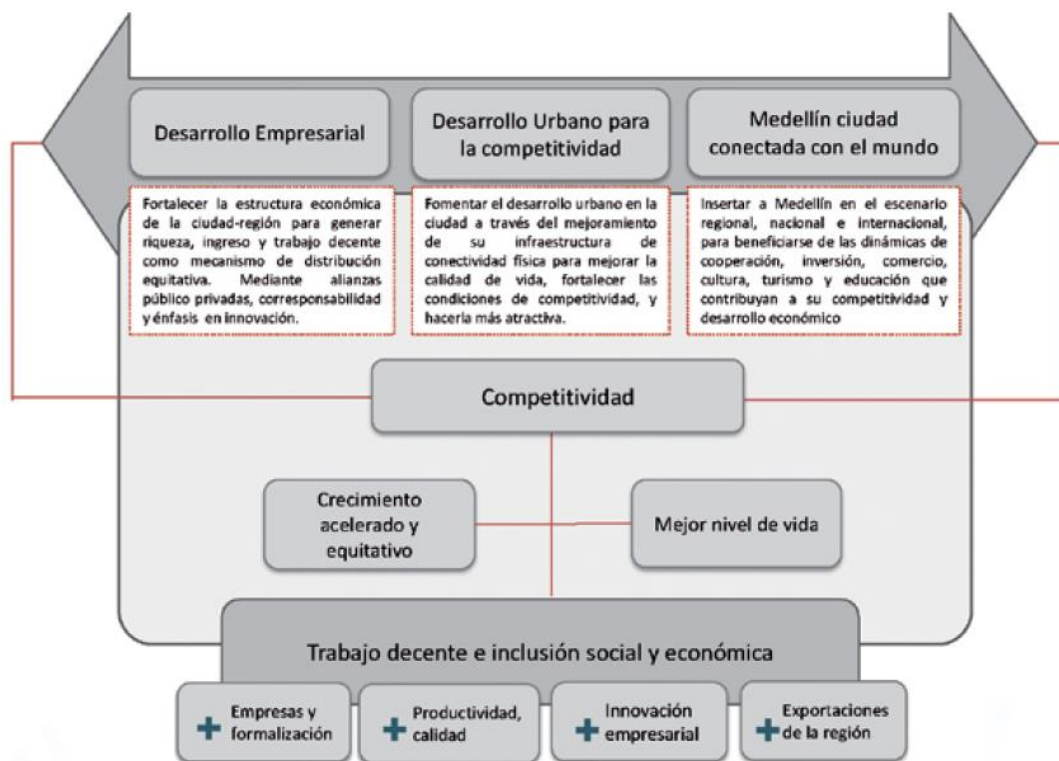 Desarrollo Empresarial
Desarrollo Urbano para
la competitividad
Medellín ciudad
conectada con el mundo
Fortalecer la estructura económica
de la ciudad-región para generar
riqueza, ingreso y trabajo decente
como mecanismo de distribución
equitativa. Mediante alianzas
público privadas, corresponsabilidad
y énfasis en innovación.
Fomentar el desarrollo urbano en la
ciudad a través del mejoramiento
de su infraestructura de
conectividad física para mejorar la
calidad de vida, fortalecer las
condiciones de competitividad, y
hacerla más atractiva.
Insertar a Medellín en el escenario
regional, nacional e internacional,
para beneficiarse de las dinámicas de
cooperación, inversión, comercio,
cultura, turismo y educación que
contribuyan a su competitividad y
desarrollo económico
Competitividad
Crecimiento
acelerado y
equitativo
Mejor nivel de vida
Trabajo decente e inclusión social y económica
+ Empresas y
formalización
+ Productividad,
calidad
+ Innovación
empresarial
+ Exportaciones
de la región